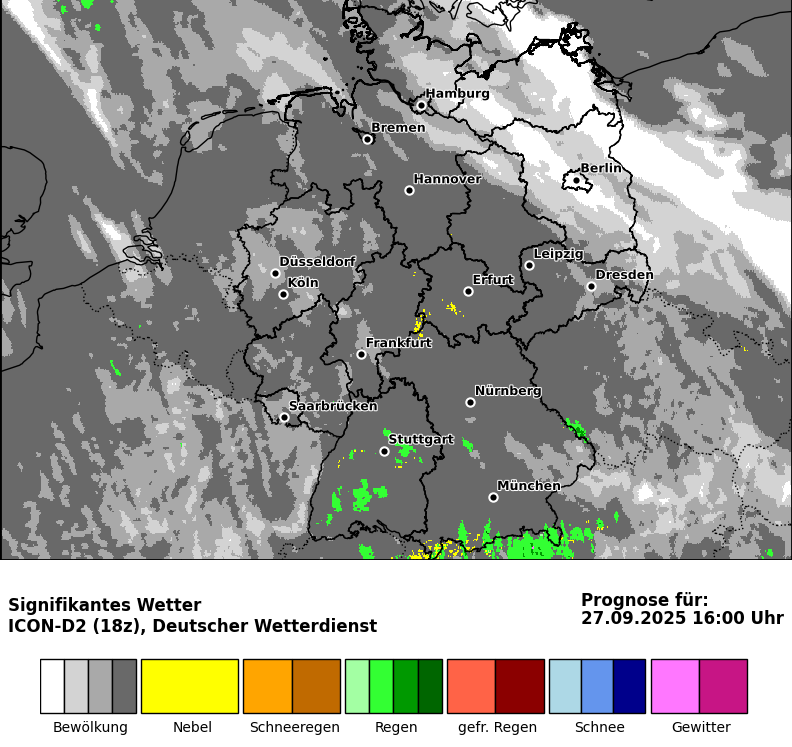 Hamburg
Bremen
Berlin
Hannover
Leipzig
Düsseldorf
Dresden
Köln
Erfurt
Frankfurt
Nürnberg
Saarbrücken
Stuttgart
München
Signifikantes Wetter
ICON-D2 (18z), Deutscher Wetterdienst
Prognose für:
27.09.2025 16:00 Uhr
Bewölkung
Nebel
Schneeregen
Regen
gefr. Regen
Schnee
Gewitter